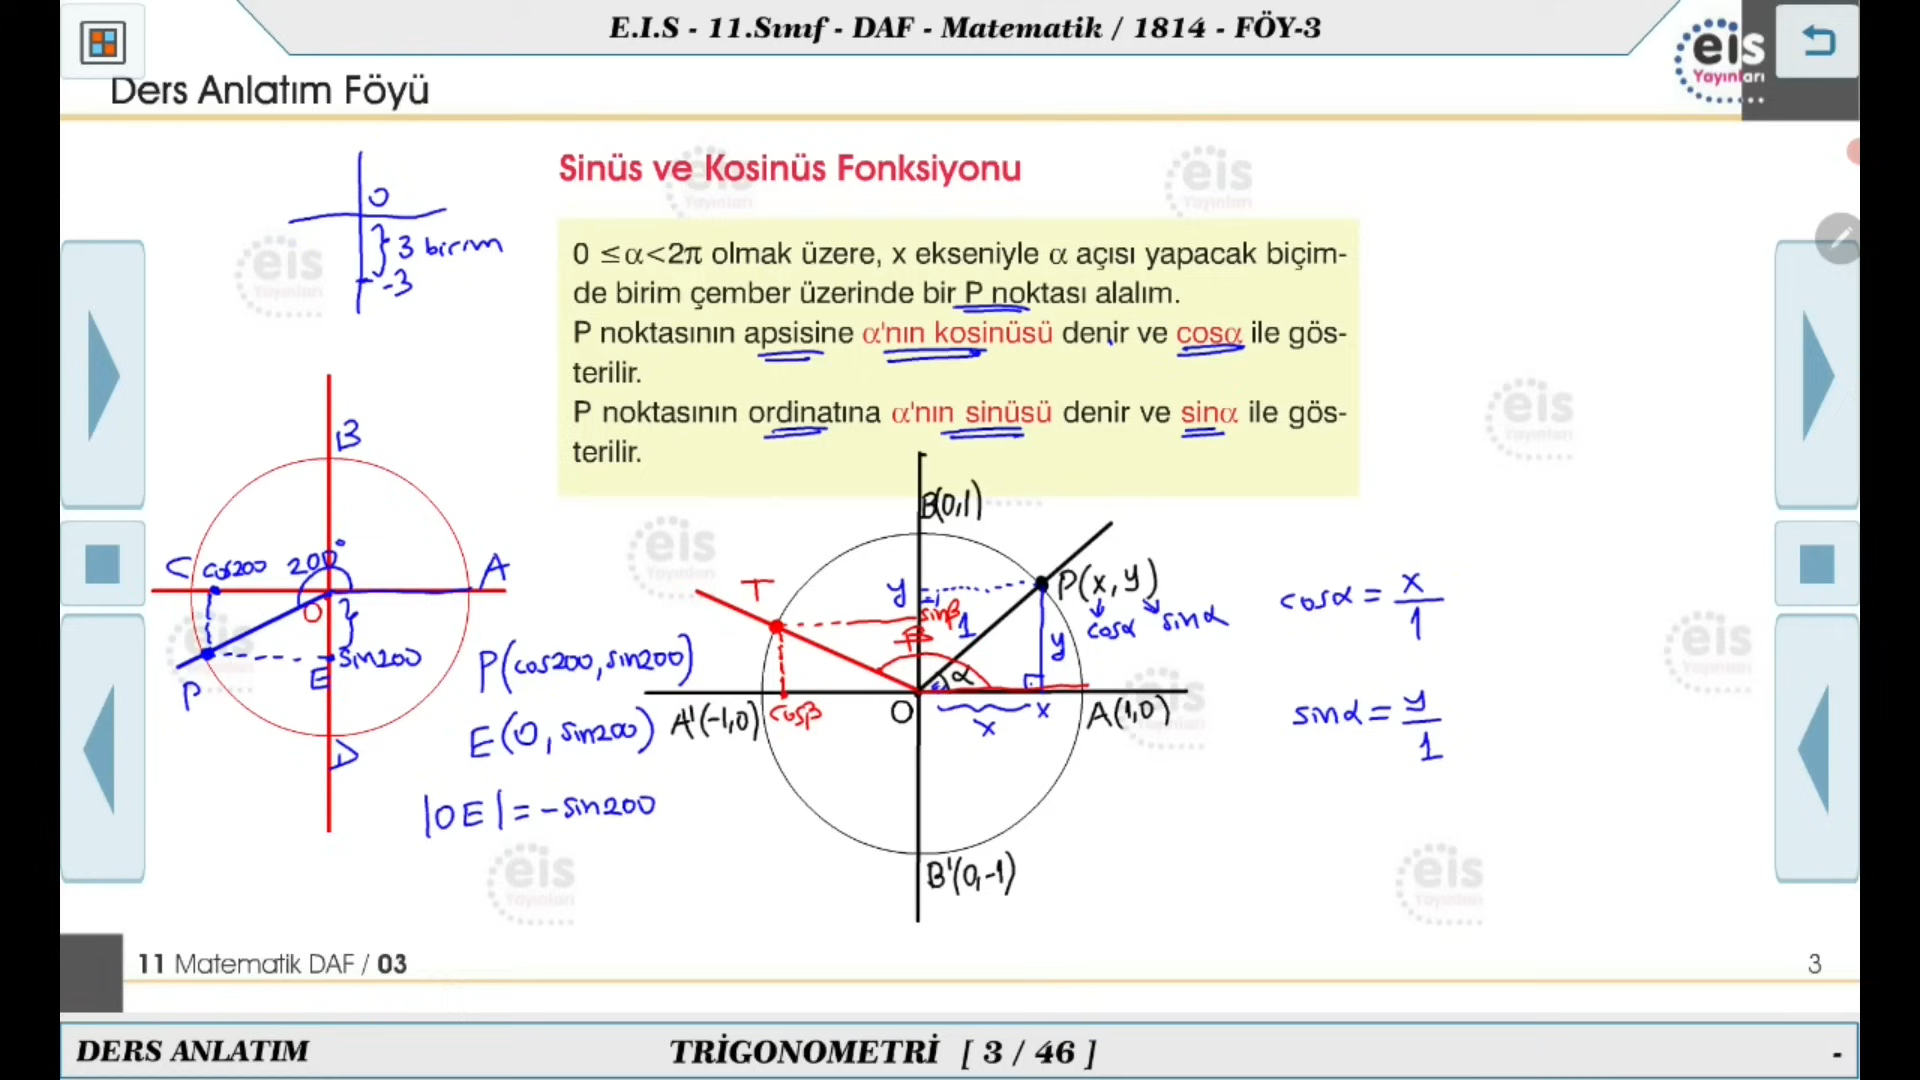 E.I.S - 11.Sınıf - DAF - Matematik / 1814 - FÖY-3
eis
Yayınları
Ders Anlatım Föyü
Sinüs ve Kosinüs Fonksiyonu
0 ≤ α < 2π olmak üzere, x ekseniyle α açısı yapacak biçim-
de birim çember üzerinde bir P noktası alalım.
P noktasının apsisine α'nın kosinüsü denir ve cosα ile gös-
terilir.
P noktasının ordinatına α'nın sinüsü denir ve sinα ile gös-
terilir.
0
3 birim
-3
B
C
cos200
200°
A
O
sin200
P
E
D
P(cos200, sin200)
E(0, sin200)
|OE| = -sin200
B(0,1)
T
y
P(x, y)
cosα
sinα
sinβ
β
1
y
α
A'(-1,0)
cosβ
O
x
x
A(1,0)
B'(0,-1)
cosα = x/1
sinα = y/1
11 Matematik DAF / 03
3
DERS ANLATIM
TRİGONOMETRİ [ 3 / 46 ]
-